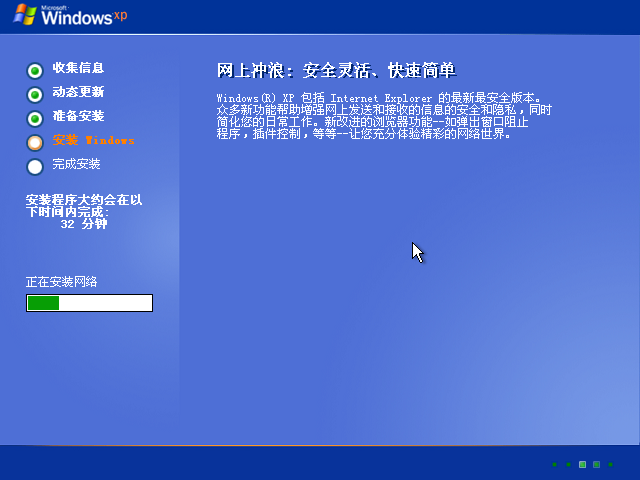 Microsoft
Windows xp
收集信息
动态更新
准备安装
安装 Windows
完成安装
安装程序大约会在以
下时间内完成:
32 分钟
正在安装网络
网上冲浪: 安全灵活、快速简单
Windows(R) XP 包括 Internet Explorer 的最新最安全版本。
众多新功能帮助增强网上发送和接收的信息的安全和隐私,同时
简化您的日常工作。新改进的浏览器功能--如弹出窗口阻止
程序,插件控制,等等--让您充分体验精彩的网络世界。